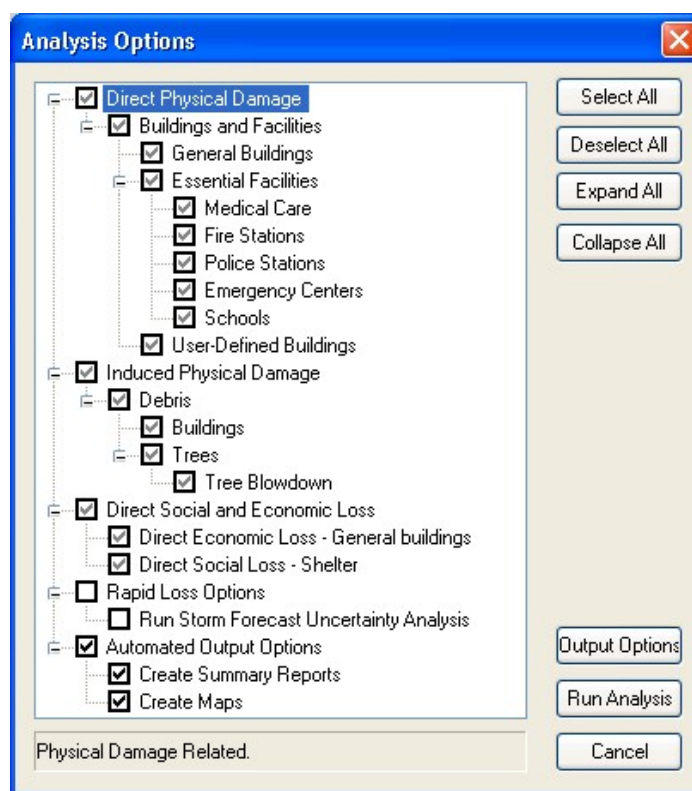 Analysis Options
Direct Physical Damage
Buildings and Facilities
General Buildings
Essential Facilities
Medical Care
Fire Stations
Police Stations
Emergency Centers
Schools
User-Defined Buildings
Induced Physical Damage
Debris
Buildings
Trees
Tree Blowdown
Direct Social and Economic Loss
Direct Economic Loss - General buildings
Direct Social Loss - Shelter
Rapid Loss Options
Run Storm Forecast Uncertainty Analysis
Automated Output Options
Create Summary Reports
Create Maps
Physical Damage Related.
Select All
Deselect All
Expand All
Collapse All
Output Options
Run Analysis
Cancel